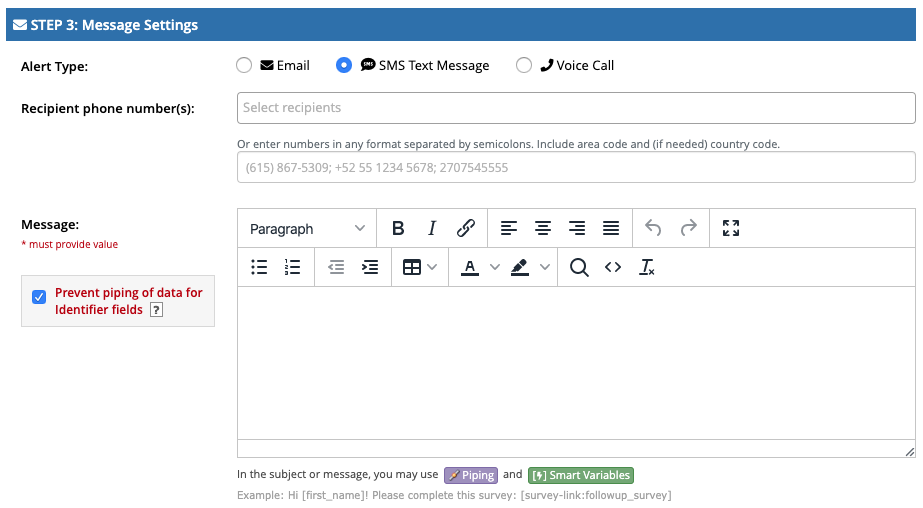 STEP 3: Message Settings
Alert Type:
Email
SMS
SMS Text Message
Voice Call
Recipient phone number(s):
Select recipients
Or enter numbers in any format separated by semicolons. Include area code and (if needed) country code.
(615) 867-5309; +52 55 1234 5678; 2707545555
Message:
* must provide value
Prevent piping of data for
Identifier fields ?
Paragraph
B I
A
In the subject or message, you may use Piping and [⚡] Smart Variables
Example: Hi [first_name]! Please complete this survey: [survey-link:followup_survey]